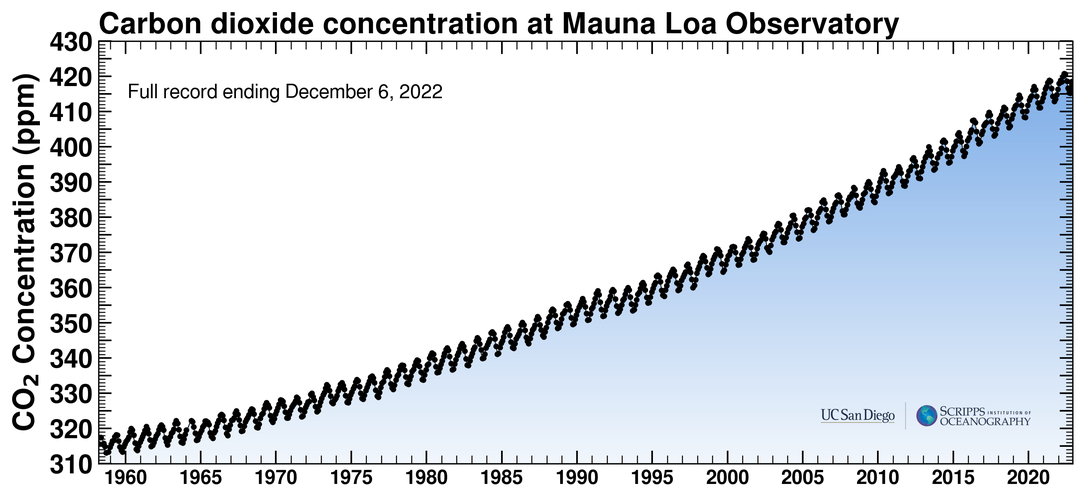 Carbon dioxide concentration at Mauna Loa Observatory
Full record ending December 6, 2022
CO₂ Concentration (ppm)
430
420
410
400
390
380
370
360
350
340
330
320
310
1960 1965 1970 1975 1980 1985 1990 1995 2000 2005 2010 2015 2020
UC San Diego
SCRIPPS INSTITUTION OF
OCEANOGRAPHY